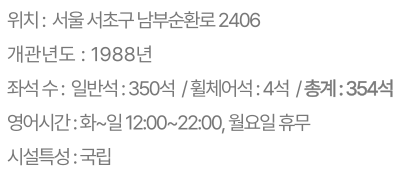 위치 : 서울 서초구 남부순환로 2406
개관년도 : 1988년
좌석 수 : 일반석 : 350석 / 휠체어석 : 4석 / 총계 : 354석
영어시간 : 화~일 12:00~22:00, 월요일 휴무
시설특성 : 국립